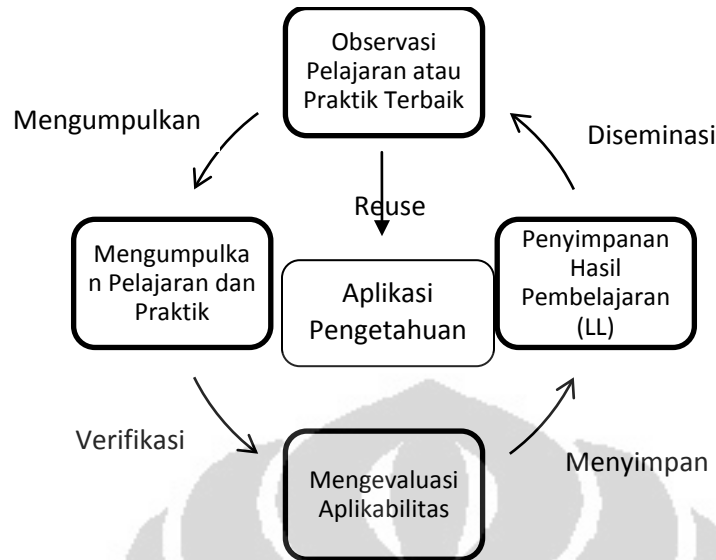 Observasi
Pelajaran atau
Praktik Terbaik
Mengumpulkan
Diseminasi
Reuse
Mengumpulka
n Pelajaran dan
Praktik
Aplikasi
Pengetahuan
Penyimpanan
Hasil
Pembelajaran
(LL)
Verifikasi
Menyimpan
Mengevaluasi
Aplikabilitas